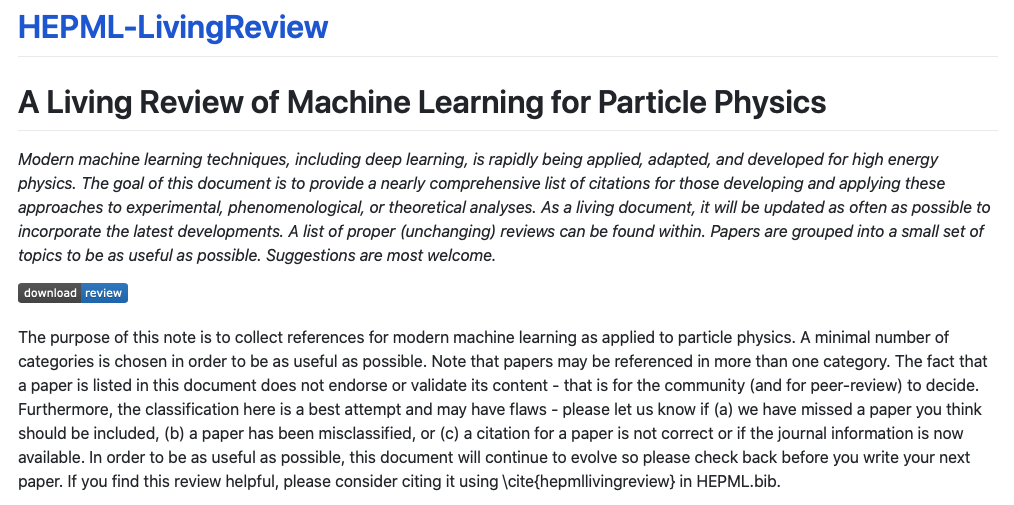 HEPML-LivingReview
A Living Review of Machine Learning for Particle Physics
Modern machine learning techniques, including deep learning, is rapidly being applied, adapted, and developed for high energy
physics. The goal of this document is to provide a nearly comprehensive list of citations for those developing and applying these
approaches to experimental, phenomenological, or theoretical analyses. As a living document, it will be updated as often as possible to
incorporate the latest developments. A list of proper (unchanging) reviews can be found within. Papers are grouped into a small set of
topics to be as useful as possible. Suggestions are most welcome.
download review
The purpose of this note is to collect references for modern machine learning as applied to particle physics. A minimal number of
categories is chosen in order to be as useful as possible. Note that papers may be referenced in more than one category. The fact that
a paper is listed in this document does not endorse or validate its content - that is for the community (and for peer-review) to decide.
Furthermore, the classification here is a best attempt and may have flaws - please let us know if (a) we have missed a paper you think
should be included, (b) a paper has been misclassified, or (c) a citation for a paper is not correct or if the journal information is now
available. In order to be as useful as possible, this document will continue to evolve so please check back before you write your next
paper. If you find this review helpful, please consider citing it using \cite{hepmllivingreview} in HEPML.bib.